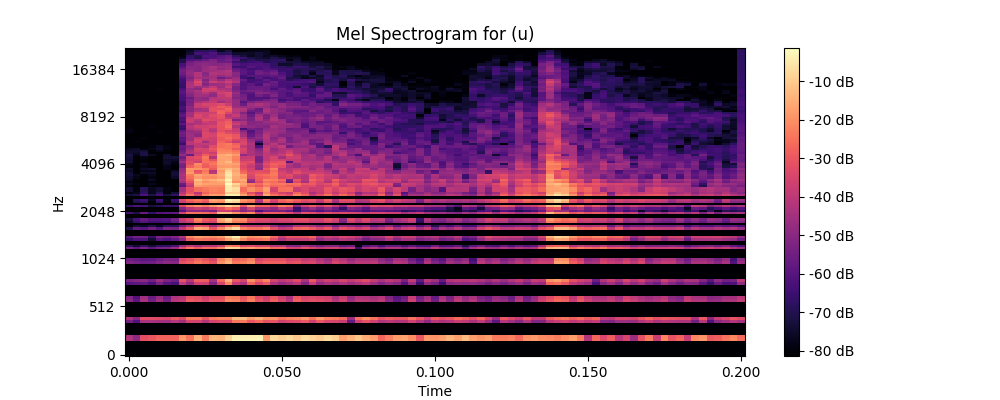 Mel Spectrogram for (u)
Hz
16384
8192
4096
2048
1024
512
0
0.000 0.050 0.100 0.150 0.200
Time
-10 dB
-20 dB
-30 dB
-40 dB
-50 dB
-60 dB
-70 dB
-80 dB